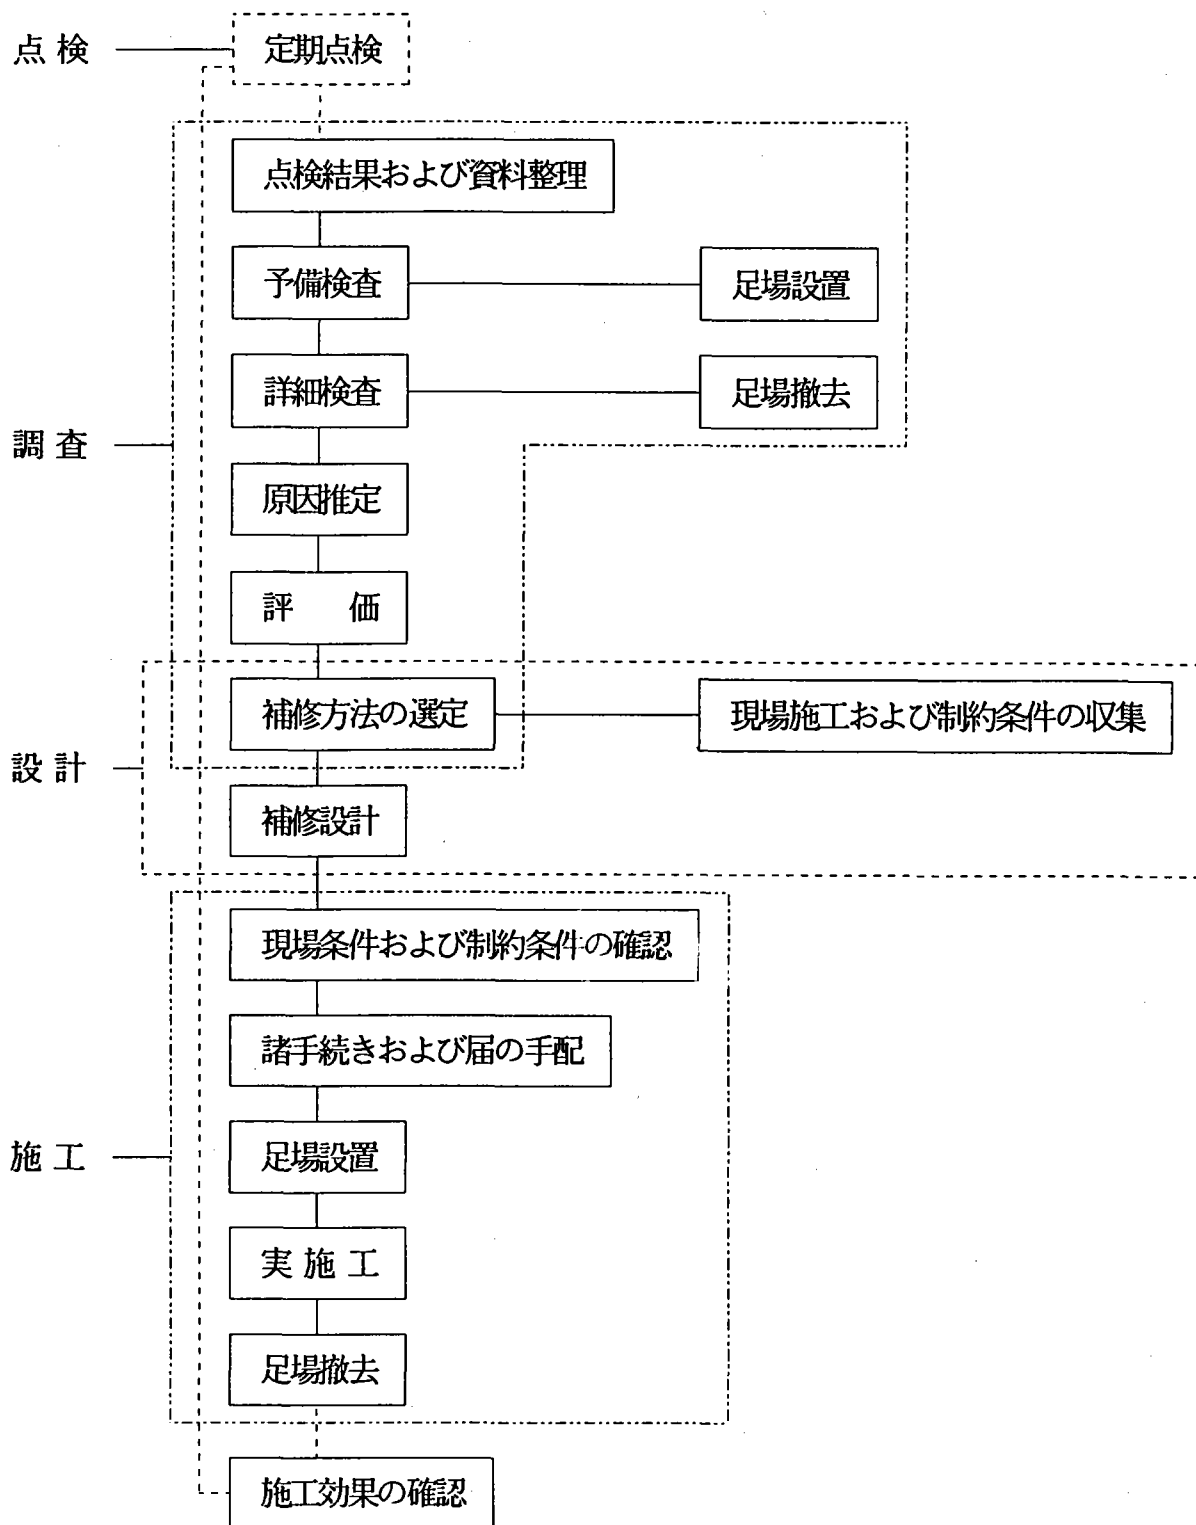 点検
定期点検
点検結果および資料整理
予備検査
足場設置
詳細検査
足場撤去
調査
原因推定
評 価
補修方法の選定
現場施工および制約条件の収集
設計
補修設計
現場条件および制約条件の確認
諸手続きおよび届の手配
施工
足場設置
実施工
足場撤去
施工効果の確認